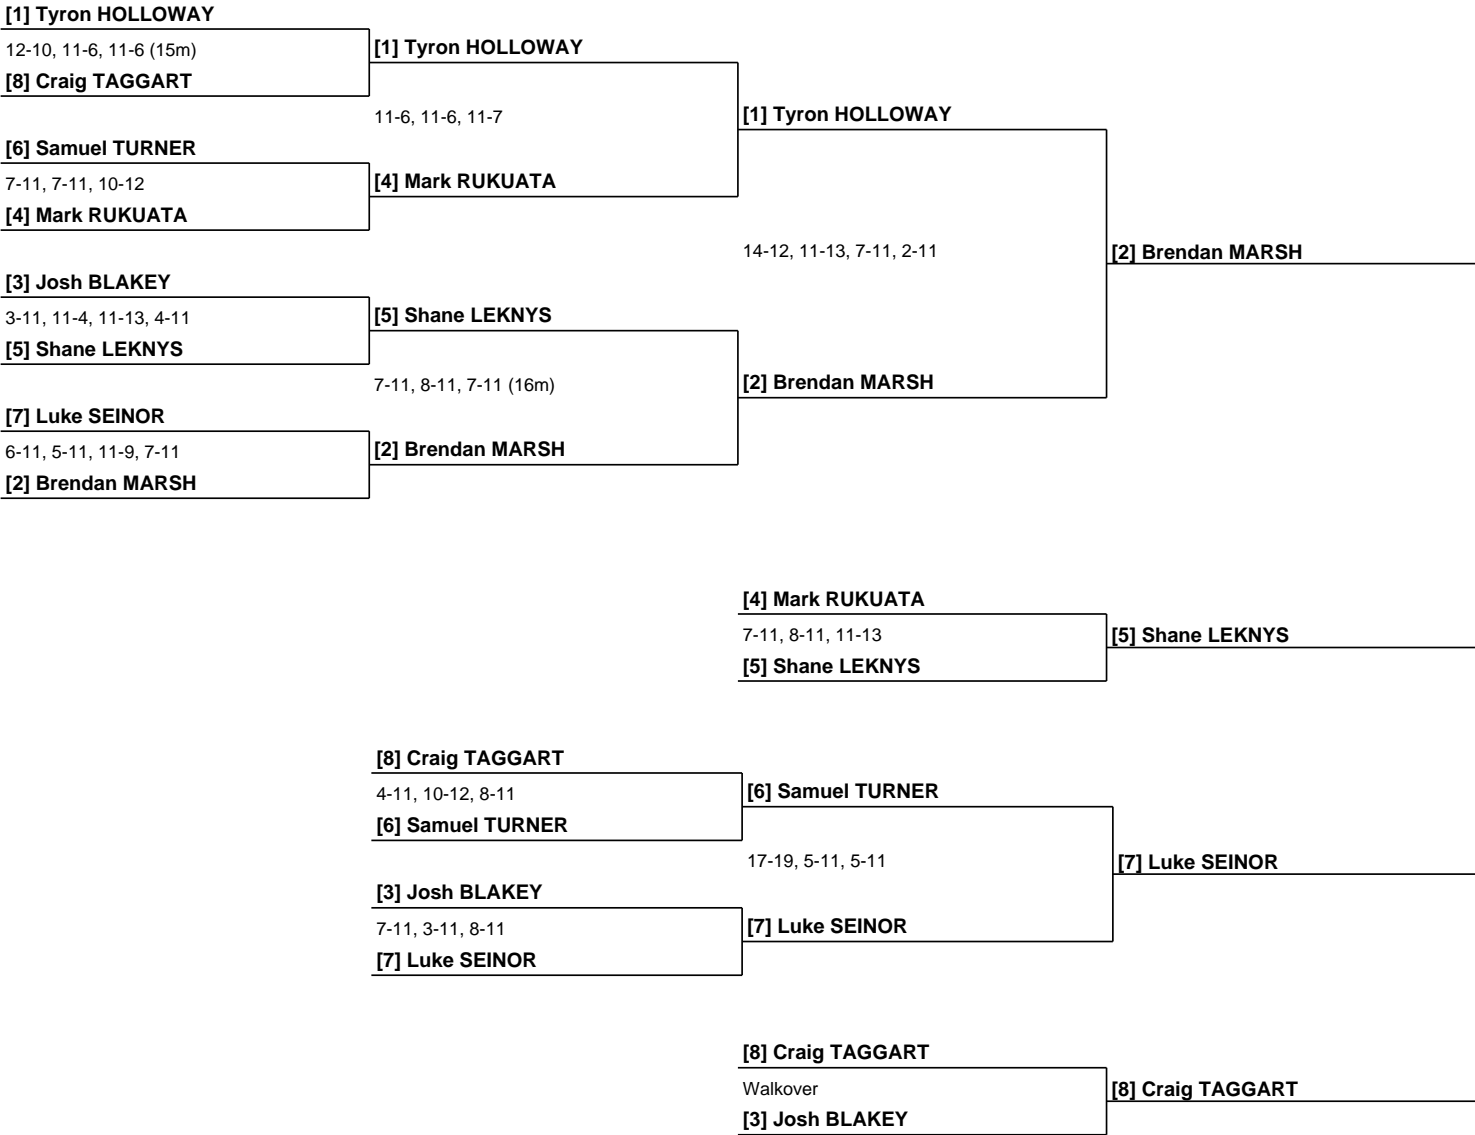 [1] Tyron HOLLOWAY
12-10, 11-6, 11-6 (15m)
[8] Craig TAGGART
[1] Tyron HOLLOWAY
11-6, 11-6, 11-7
[6] Samuel TURNER
7-11, 7-11, 10-12
[4] Mark RUKUATA
[4] Mark RUKUATA
[1] Tyron HOLLOWAY
14-12, 11-13, 7-11, 2-11
[2] Brendan MARSH
[3] Josh BLAKEY
3-11, 11-4, 11-13, 4-11
[5] Shane LEKNYS
[5] Shane LEKNYS
7-11, 8-11, 7-11 (16m)
[2] Brendan MARSH
[7] Luke SEINOR
6-11, 5-11, 11-9, 7-11
[2] Brendan MARSH
[2] Brendan MARSH
[4] Mark RUKUATA
7-11, 8-11, 11-13
[5] Shane LEKNYS
[5] Shane LEKNYS
[8] Craig TAGGART
4-11, 10-12, 8-11
[6] Samuel TURNER
[6] Samuel TURNER
17-19, 5-11, 5-11
[7] Luke SEINOR
[3] Josh BLAKEY
7-11, 3-11, 8-11
[7] Luke SEINOR
[7] Luke SEINOR
[8] Craig TAGGART
Walkover
[3] Josh BLAKEY
[8] Craig TAGGART